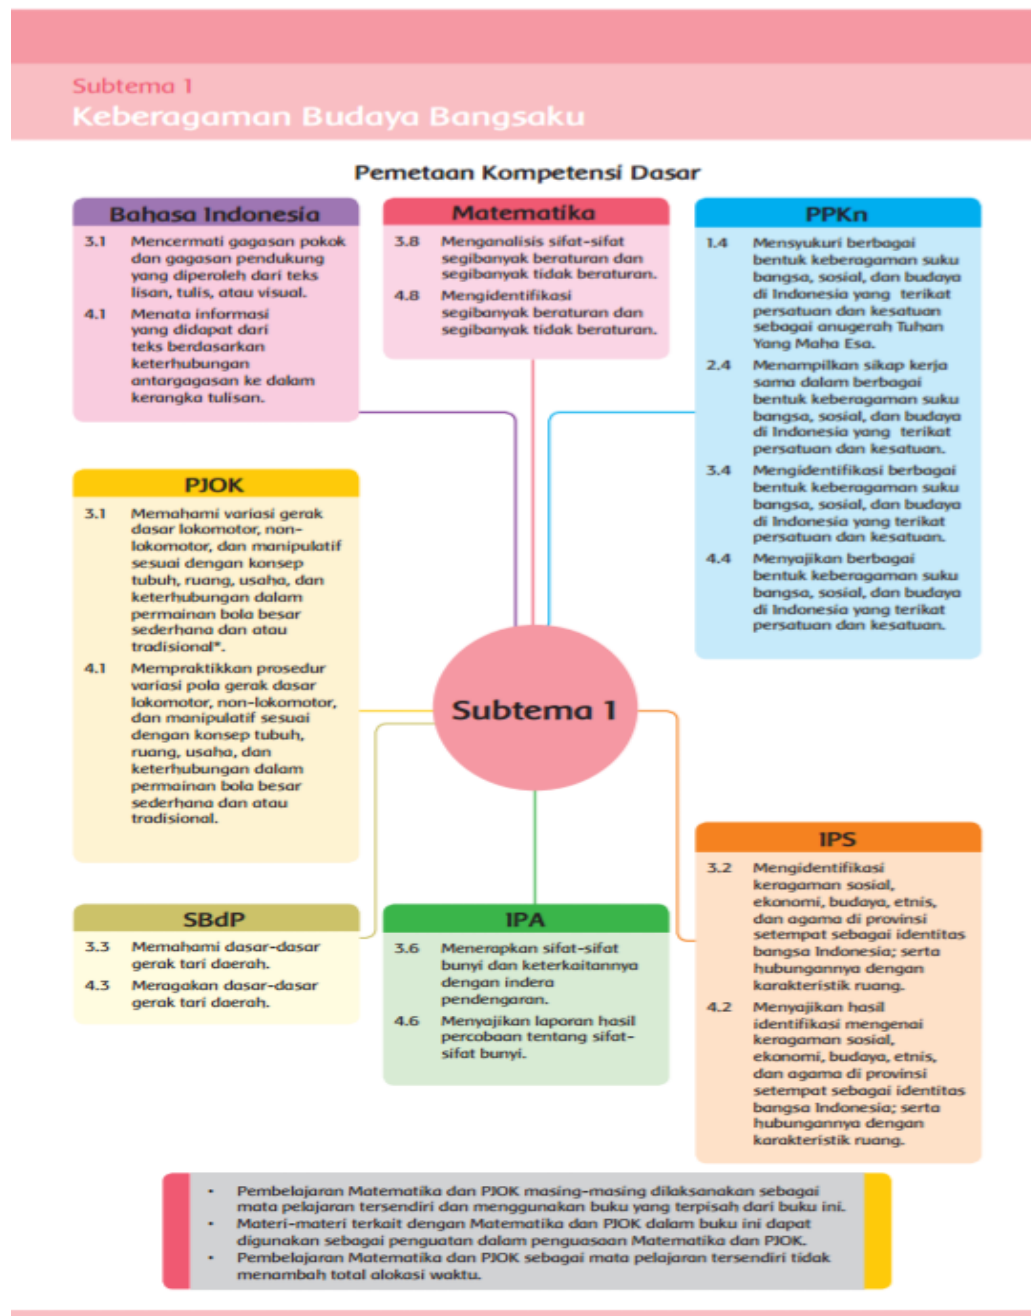 Subtema 1
Keberagaman Budaya Bangsaku
Pemetaan Kompetensi Dasar
Bahasa Indonesia
3.1 Mencermati gagasan pokok
dan gagasan pendukung
yang diperoleh dari teks
lisan, tulis, atau visual.
4.1 Menata informasi
yang didapat dari
teks berdasarkan
keterhubungan
antargagasan ke dalam
kerangka tulisan.
Matematika
3.8 Menganalisis sifat-sifat
segibanyak beraturan dan
segibanyak tidak beraturan.
4.8 Mengidentifikasi
segibanyak beraturan dan
segibanyak tidak beraturan.
PPKn
1.4 Mensyukuri berbagai
bentuk keberagaman suku
bangsa, sosial, dan budaya
di Indonesia yang terikat
persatuan dan kesatuan
sebagai anugerah Tuhan
Yang Maha Esa.
2.4 Menampilkan sikap kerja
sama dalam berbagai
bentuk keberagaman suku
bangsa, sosial, dan budaya
di Indonesia yang terikat
persatuan dan kesatuan.
3.4 Mengidentifikasi berbagai
bentuk keberagaman suku
bangsa, sosial, dan budaya
di Indonesia yang terikat
persatuan dan kesatuan.
4.4 Menyajikan berbagai
bentuk keberagaman suku
bangsa, sosial, dan budaya
di Indonesia yang terikat
persatuan dan kesatuan.
PJOK
3.1 Memahami variasi gerak
dasar lokomotor, non-
lokomotor, dan manipulatif
sesuai dengan konsep
tubuh, ruang, usaha, dan
keterhubungan dalam
permainan bola besar
sederhana dan atau
tradisional*.
4.1 Mempraktikkan prosedur
variasi pola gerak dasar
lokomotor, non-lokomotor,
dan manipulatif sesuai
dengan konsep tubuh,
ruang, usaha, dan
keterhubungan dalam
permainan bola besar
sederhana dan atau
tradisional.
Subtema 1
SBdP
3.3 Memahami dasar-dasar
gerak tari daerah.
4.3 Meragakan dasar-dasar
gerak tari daerah.
IPA
3.6 Menerapkan sifat-sifat
bunyi dan keterkaitannya
dengan indera
pendengaran.
4.6 Menyajikan laporan hasil
percobaan tentang sifat-
sifat bunyi.
IPS
3.2 Mengidentifikasi
keragaman sosial,
ekonomi, budaya, etnis,
dan agama di provinsi
setempat sebagai identitas
bangsa Indonesia; serta
hubungannya dengan
karakteristik ruang.
4.2 Menyajikan hasil
identifikasi mengenai
keragaman sosial,
ekonomi, budaya, etnis,
dan agama di provinsi
setempat sebagai identitas
bangsa Indonesia; serta
hubungannya dengan
karakteristik ruang.
• Pembelajaran Matematika dan PJOK masing-masing dilaksanakan sebagai
mata pelajaran tersendiri dan menggunakan buku yang terpisah dari buku ini.
• Materi-materi terkait dengan Matematika dan PJOK dalam buku ini dapat
digunakan sebagai penguatan dalam penguasaan Matematika dan PJOK.
• Pembelajaran Matematika dan PJOK sebagai mata pelajaran tersendiri tidak
menambah total alokasi waktu.